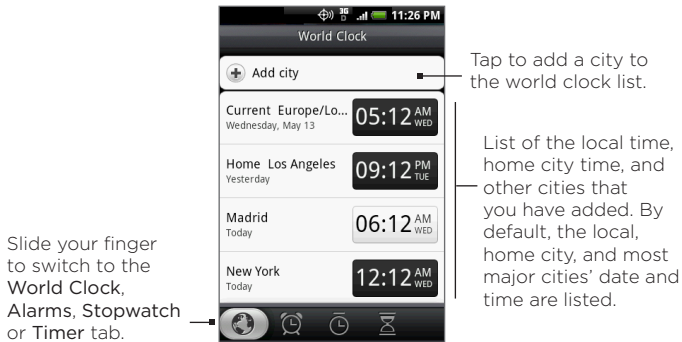 3G
D
11:26 PM
World Clock
Add city
Current Europe/Lo...
Wednesday, May 13
05:12 AM
WED
Home Los Angeles
Yesterday
09:12 PM
TUE
Madrid
Today
06:12 AM
WED
New York
Today
12:12 AM
WED
Tap to add a city to
the world clock list.
List of the local time,
home city time, and
other cities that
you have added. By
default, the local,
home city, and most
major cities’ date and
time are listed.
Slide your finger
to switch to the
World Clock,
Alarms, Stopwatch
or Timer tab.